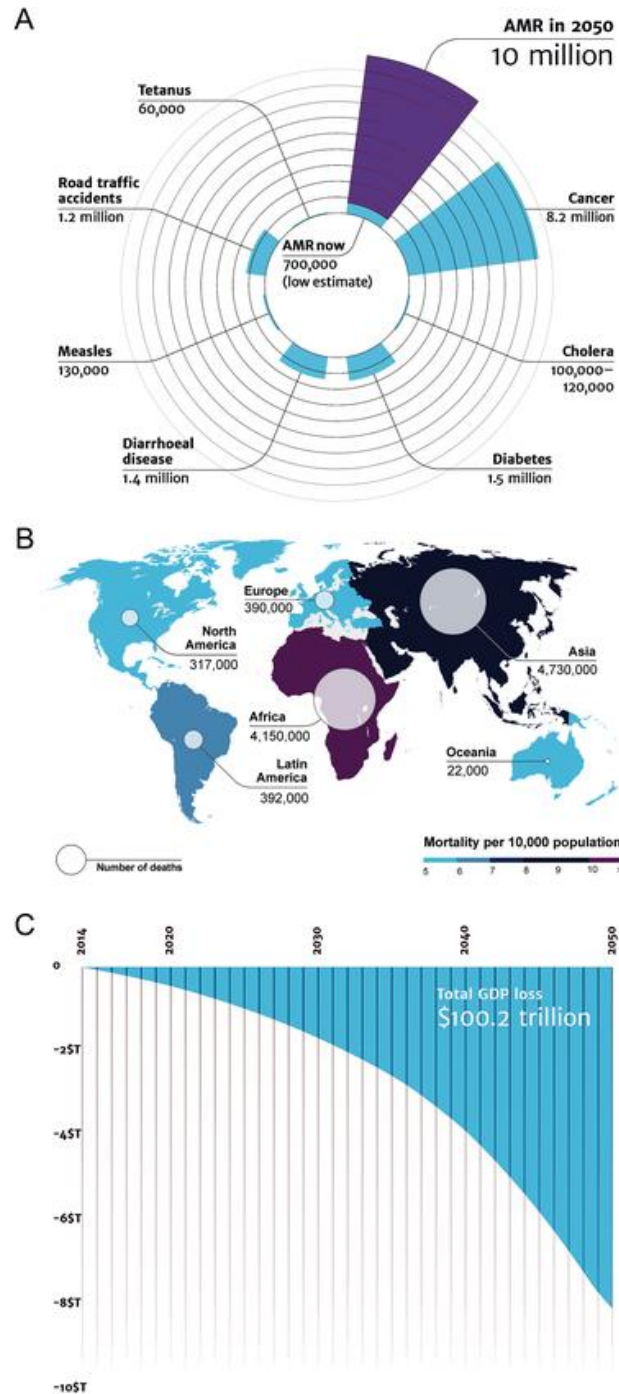 A
AMR in 2050
10 million
Tetanus
60,000
Road traffic
accidents
1.2 million
Cancer
8.2 million
AMR now
700,000
(low estimate)
Measles
130,000
Cholera
100,000–
120,000
Diarrhoeal
disease
1.4 million
Diabetes
1.5 million
B
Europe
390,000
North
America
317,000
Asia
4,730,000
Africa
4,150,000
Latin
America
392,000
Oceania
22,000
Number of deaths
Mortality per 10,000 population
5 6 7 8 9 10
C
2014 2020 2030 2040 2050
0
Total GDP loss
$100.2 trillion
-2$T
-4$T
-6$T
-8$T
-10$T